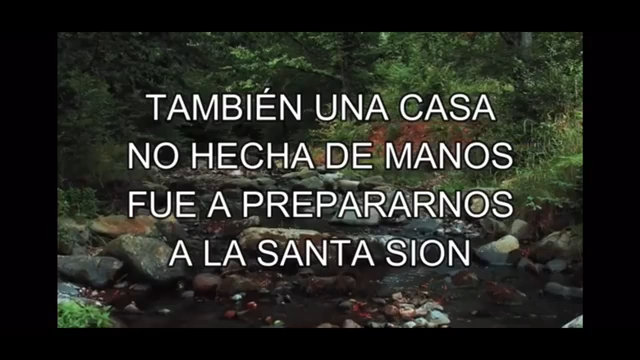 TAMBIÉN UNA CASA
NO HECHA DE MANOS
FUE A PREPARARNOS
A LA SANTA SION